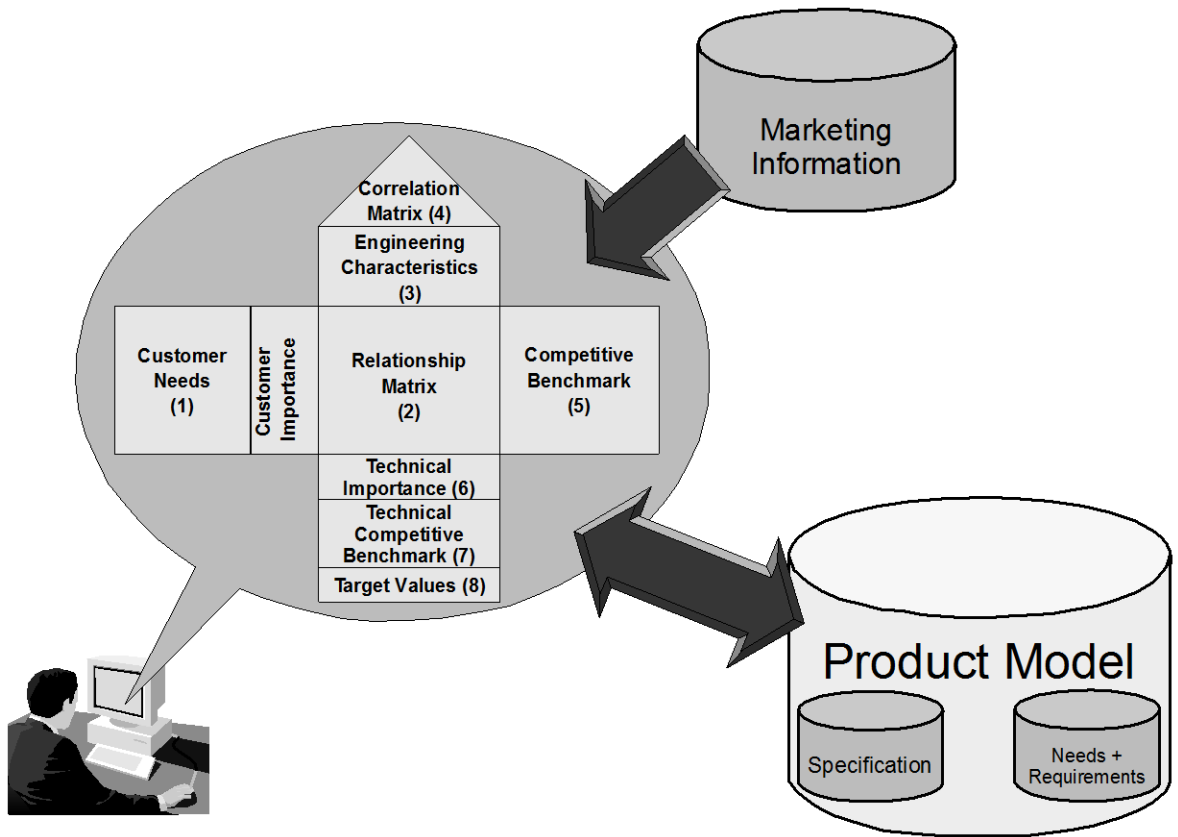 Marketing
Information
Correlation
Matrix (4)
Engineering
Characteristics
(3)
Customer
Needs
(1)
Customer
Importance
Relationship
Matrix
(2)
Competitive
Benchmark
(5)
Technical
Importance (6)
Technical
Competitive
Benchmark (7)
Target Values (8)
Product Model
Specification
Needs +
Requirements